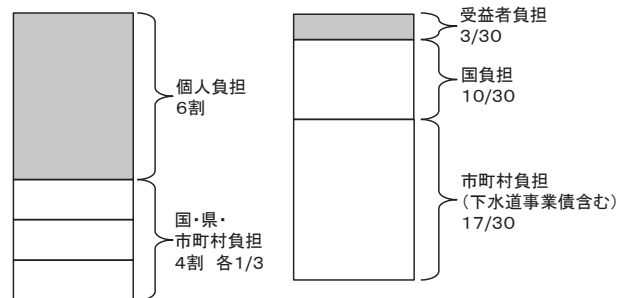 個人負担
6割
国・県・
市町村負担
4割 各1/3
受益者負担
3/30
国負担
10/30
市町村負担
(下水道事業債含む)
17/30